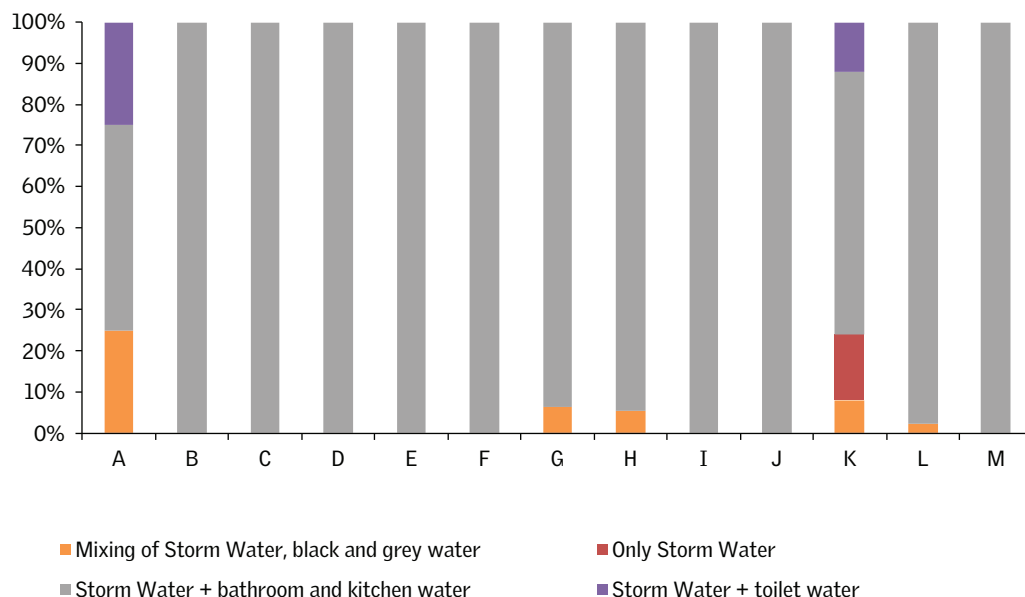 100%
90%
80%
70%
60%
50%
40%
30%
20%
10%
0%
A B C D E F G H I J K L M
Mixing of Storm Water, black and grey water
Only Storm Water
Storm Water + bathroom and kitchen water
Storm Water + toilet water